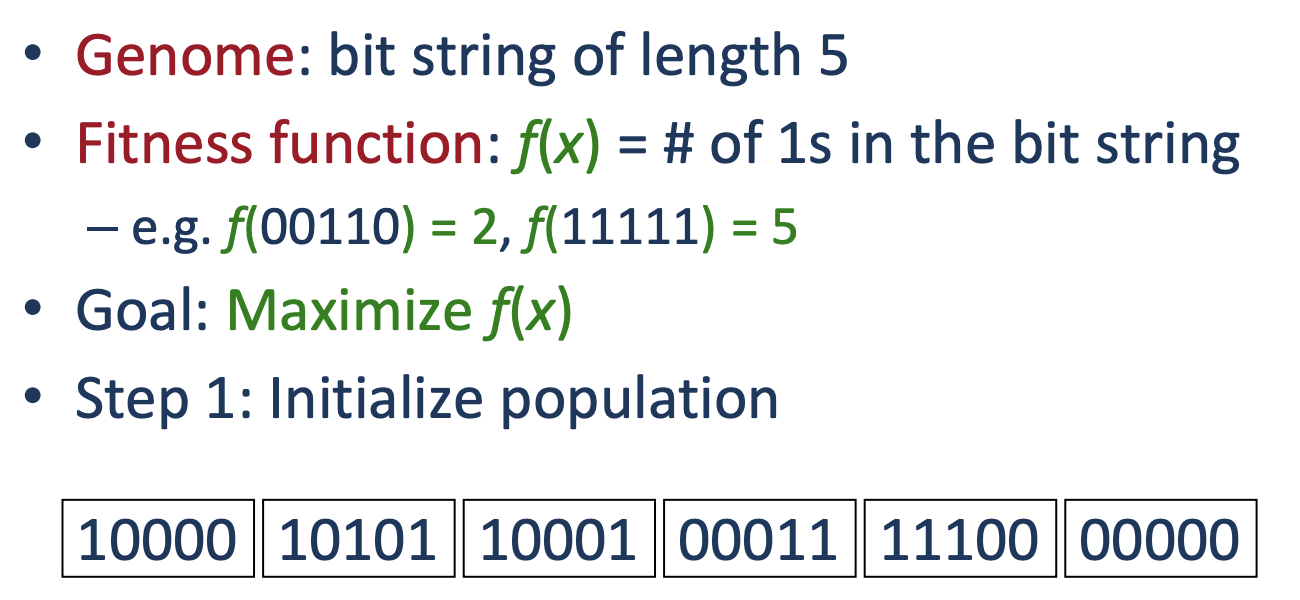 • Genome: bit string of length 5
• Fitness function: f(x) = # of 1s in the bit string
– e.g. f(00110) = 2, f(11111) = 5
• Goal: Maximize f(x)
• Step 1: Initialize population
10000 10101 10001 00011 11100 00000